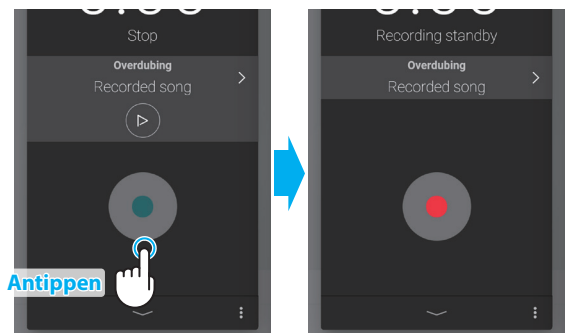 Stop
Overdubing
Recorded song
Antippen
Recording standby
Overdubing
Recorded song